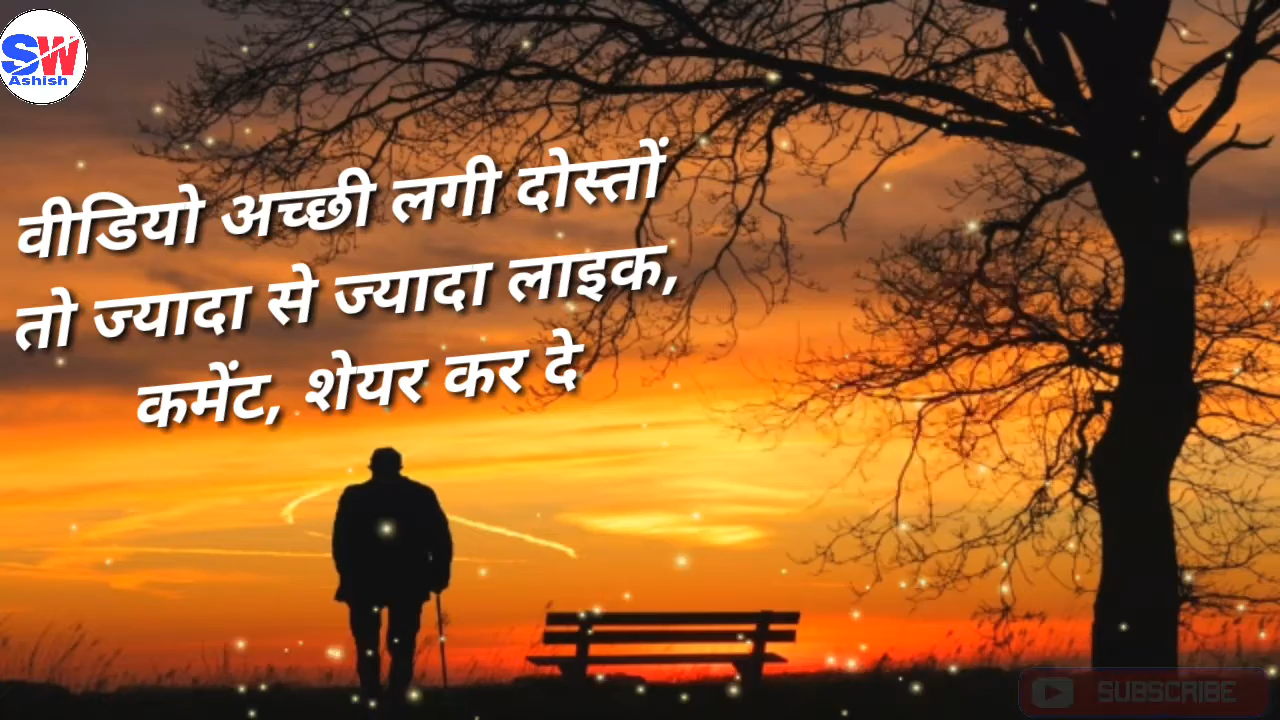 SW
Ashish
वीडियो अच्छी लगी दोस्तों
तो ज्यादा से ज्यादा लाइक,
कमेंट, शेयर कर दे
SUBSCRIBE